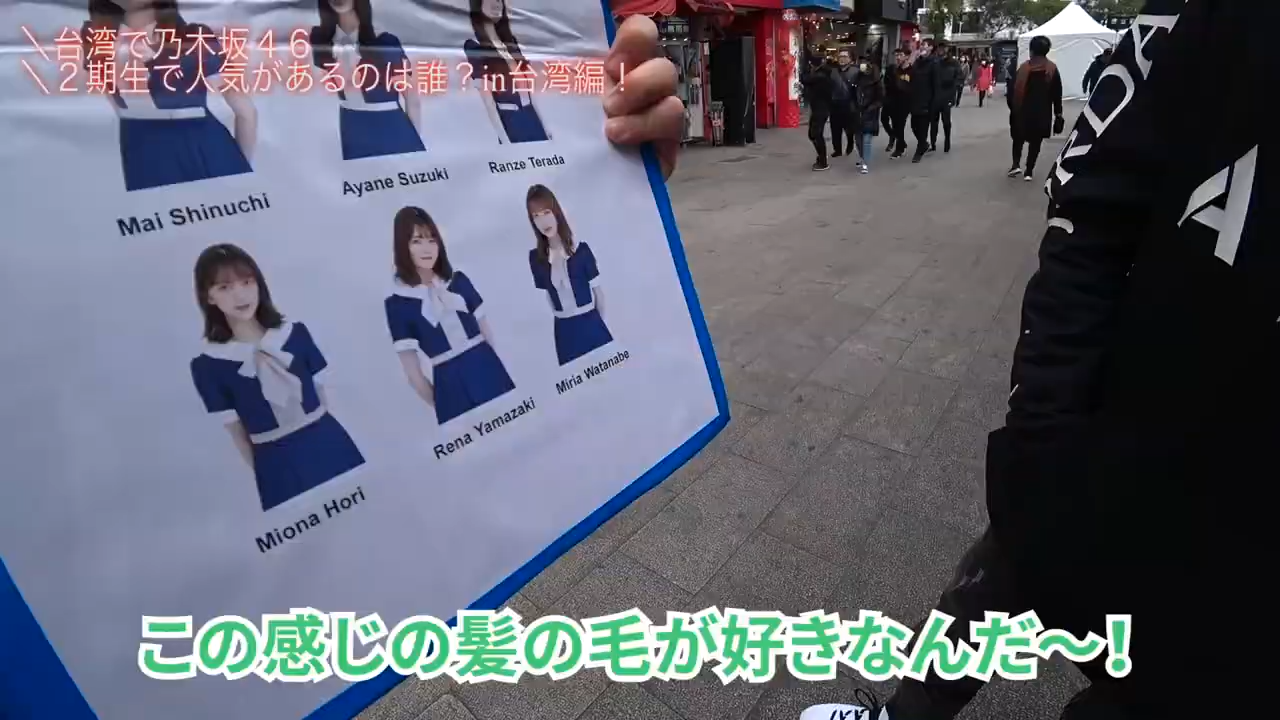 ＼台湾で乃木坂４６
＼２期生で人気があるのは誰？in台湾編！
Mai Shinuchi
Ayane Suzuki
Ranze Terada
Miona Hori
Rena Yamazaki
Miria Watanabe
この感じの髪の毛が好きなんだ〜！